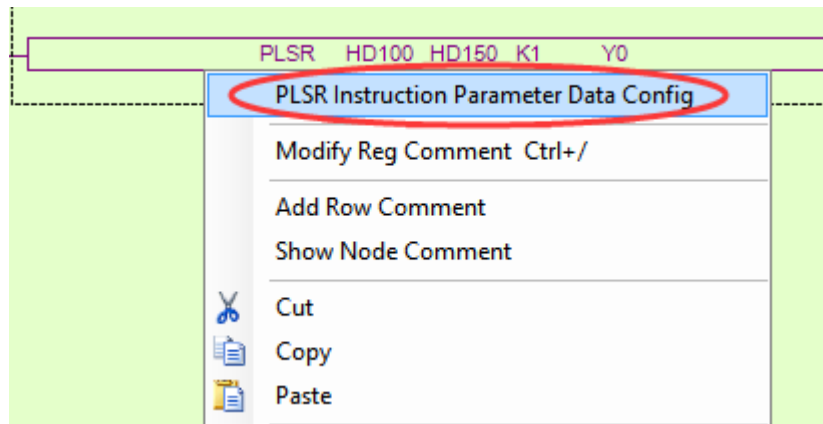 PLSR HD100 HD150 K1 Y0
PLSR Instruction Parameter Data Config
Modify Reg Comment Ctrl+/
Add Row Comment
Show Node Comment
Cut
Copy
Paste